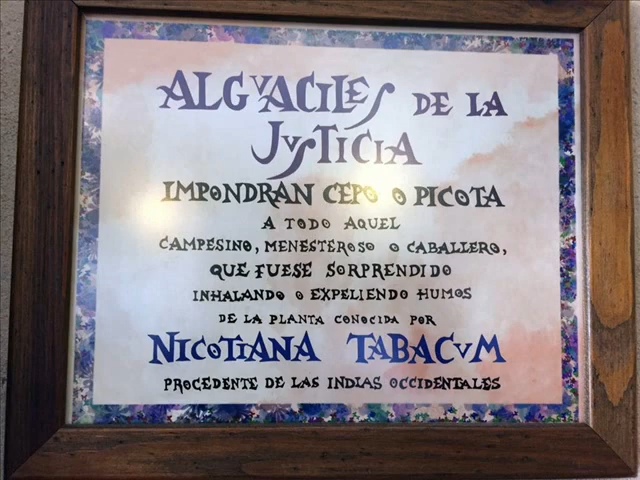 ALGVACILES DE LA
JVSTICIA
IMPONDRAN CEPO O PICOTA
A TODO AQUEL
CAMPESINO, MENESTEROSO O CABALLERO,
QUE FUESE SORPRENDIDO
INHALANDO O EXPELIENDO HUMOS
DE LA PLANTA CONOCIDA POR
NICOTIANA TABACVM
PROCEDENTE DE LAS INDIAS OCCIDENTALES